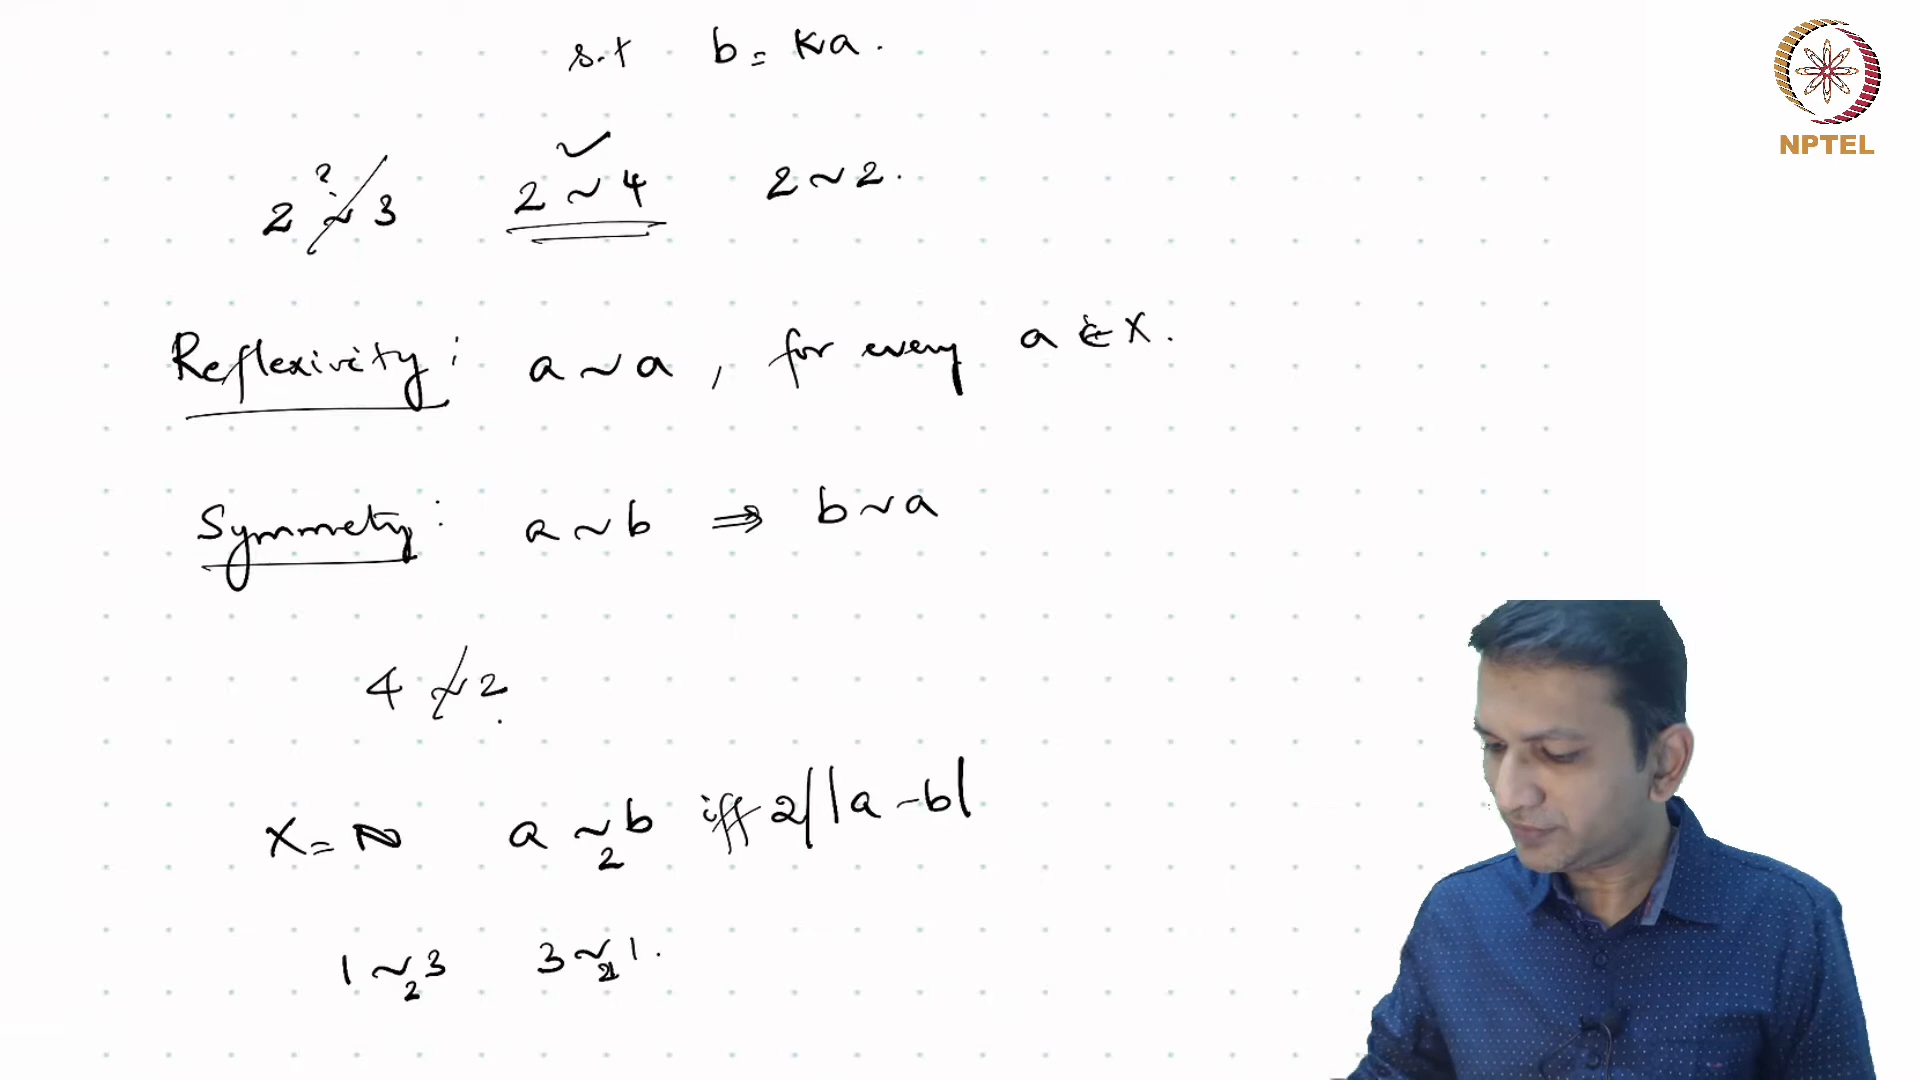 s.t b = ka.
NPTEL
2 ≁? 3 2 ~ 4 ✓ 2 ~ 2.
Reflexivity: a ~ a, for every a ∈ X.
Symmety: a ~ b ⇒ b ~ a
4 ≁ 2.
X = ℕ a ~₂ b iff 2 | |a - b|
1 ~₂ 3 3 ~₂ 1.